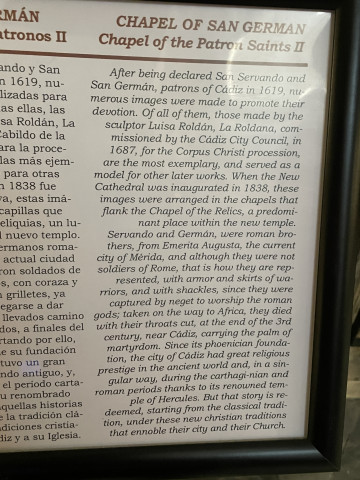 RMÁN
atronos II
ando y San
n 1619, nu-
lizadas para
as ellas, las
sa Roldán, La
Cabildo de la
ara la proce-
las más ejem-
para otras
n 1838 fue
va, estas imá-
capillas que
eliquias, un lu-
l nuevo templo.
ermanos roma-
actual ciudad
ron soldados de
s, con coraza y
n grilletes, ya
egarse a dar
llevados camino
dos, a finales del
rtando por ello,
e su fundación
tuvo un gran
ndo antiguo, y,
el período carta-
u renombrado
aquellas historias
e la tradición clá-
adiciones cristia-
diz y a su Iglesia.
CHAPEL OF SAN GERMAN
Chapel of the Patron Saints II
After being declared San Servando and
San Germán, patrons of Cádiz in 1619, nu-
merous images were made to promote their
devotion. Of all of them, those made by the
sculptor Luisa Roldán, La Roldana, com-
missioned by the Cádiz City Council, in
1687, for the Corpus Christi procession,
are the most exemplary, and served as a
model for other later works. When the New
Cathedral was inaugurated in 1838, these
images were arranged in the chapels that
flank the Chapel of the Relics, a predomi-
nant place within the new temple.
Servando and Germán, were roman bro-
thers, from Emerita Augusta, the current
city of Mérida, and although they were not
soldiers of Rome, that is how they are rep-
resented, with armor and skirts of wa-
rriors, and with shackles, since they were
captured by neget to worship the roman
gods; taken on the way to Africa, they died
with their throats cut, at the end of the 3rd
century, near Cádiz, carrying the palm of
martyrdom. Since its phoenician founda-
tion, the city of Cádiz had great religious
prestige in the ancient world and, in a sin-
gular way, during the carthagi-nian and
roman periods thanks to its renowned tem-
ple of Hercules. But that story is re-
deemed, starting from the classical tradi-
tion, under these new christian traditions
that ennoble their city and their Church.